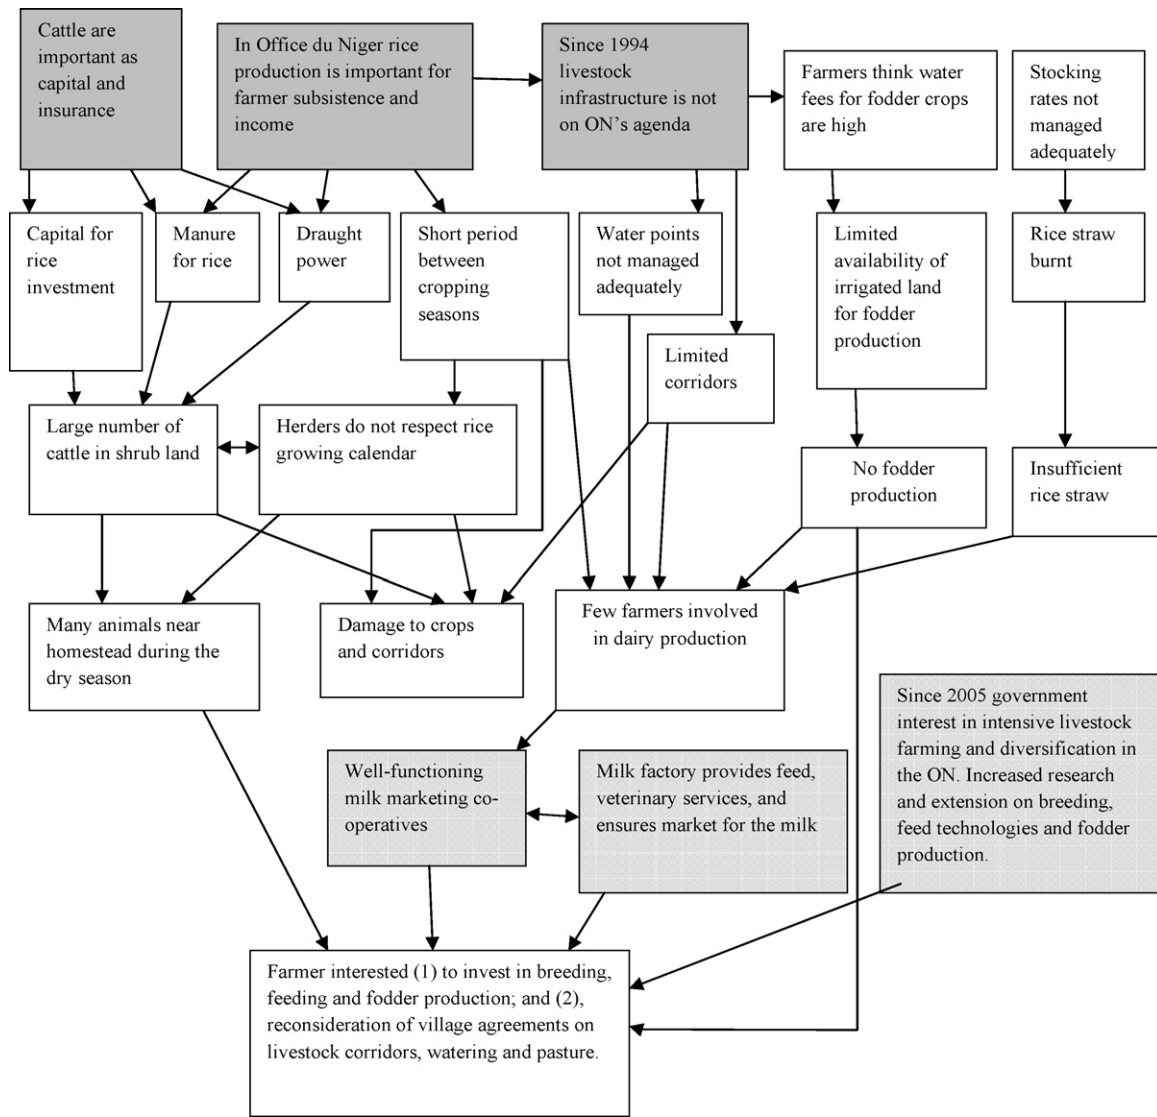 Cattle are
important as
capital and
insurance
In Office du Niger rice
production is important for
farmer subsistence and
income
Since 1994
livestock
infrastructure is not
on ON’s agenda
Farmers think water
fees for fodder crops
are high
Stocking
rates not
managed
adequately
Capital for
rice
investment
Manure
for rice
Draught
power
Short period
between
cropping
seasons
Water points
not managed
adequately
Limited
availability of
irrigated land
for fodder
production
Rice straw
burnt
Limited
corridors
Large number of
cattle in shrub land
Herders do not respect rice
growing calendar
No fodder
production
Insufficient
rice straw
Many animals near
homestead during the
dry season
Damage to crops
and corridors
Few farmers involved
in dairy production
Since 2005 government
interest in intensive livestock
farming and diversification in
the ON. Increased research
and extension on breeding,
feed technologies and fodder
production.
Well-functioning
milk marketing co-
operatives
Milk factory provides feed,
veterinary services, and
ensures market for the milk
Farmer interested (1) to invest in breeding,
feeding and fodder production; and (2),
reconsideration of village agreements on
livestock corridors, watering and pasture.